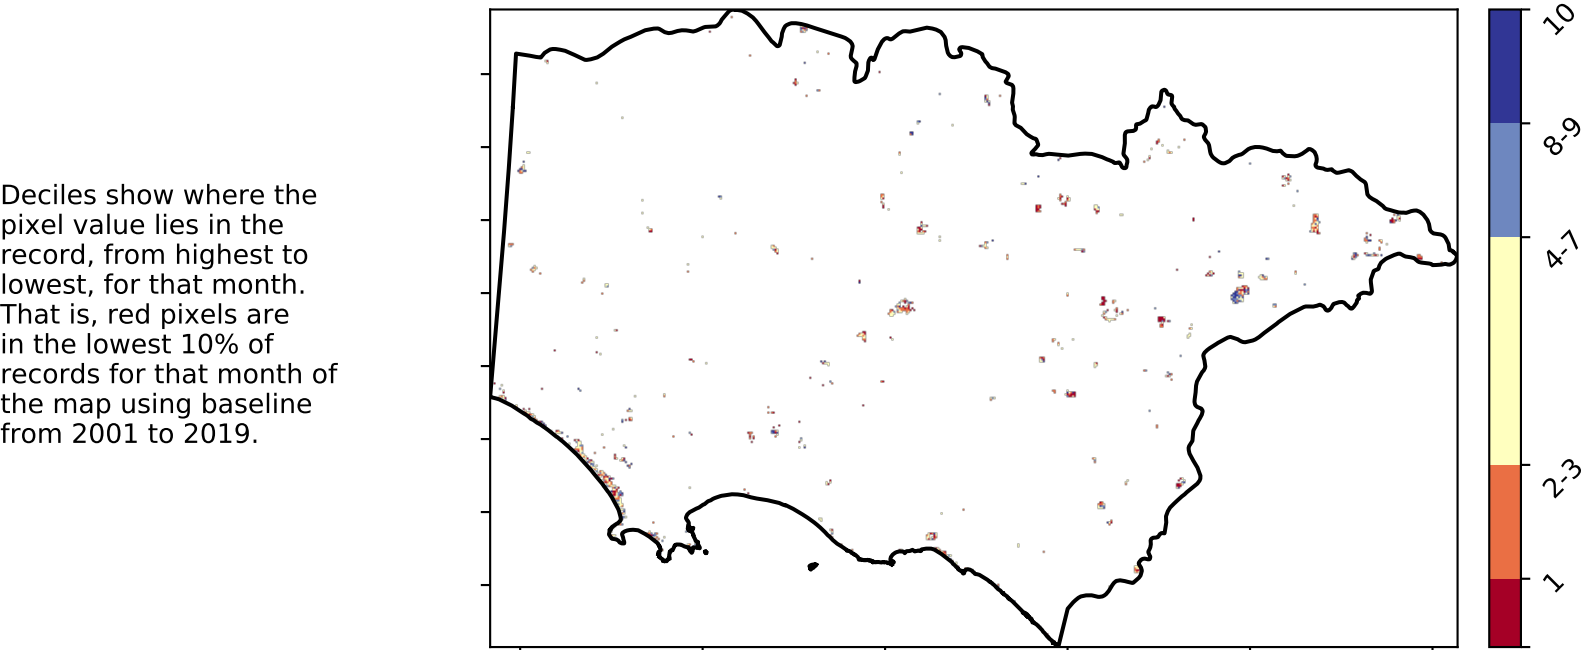 Deciles show where the
pixel value lies in the
record, from highest to
lowest, for that month.
That is, red pixels are
in the lowest 10% of
records for that month of
the map using baseline
from 2001 to 2019.
10
8-9
4-7
2-3
1